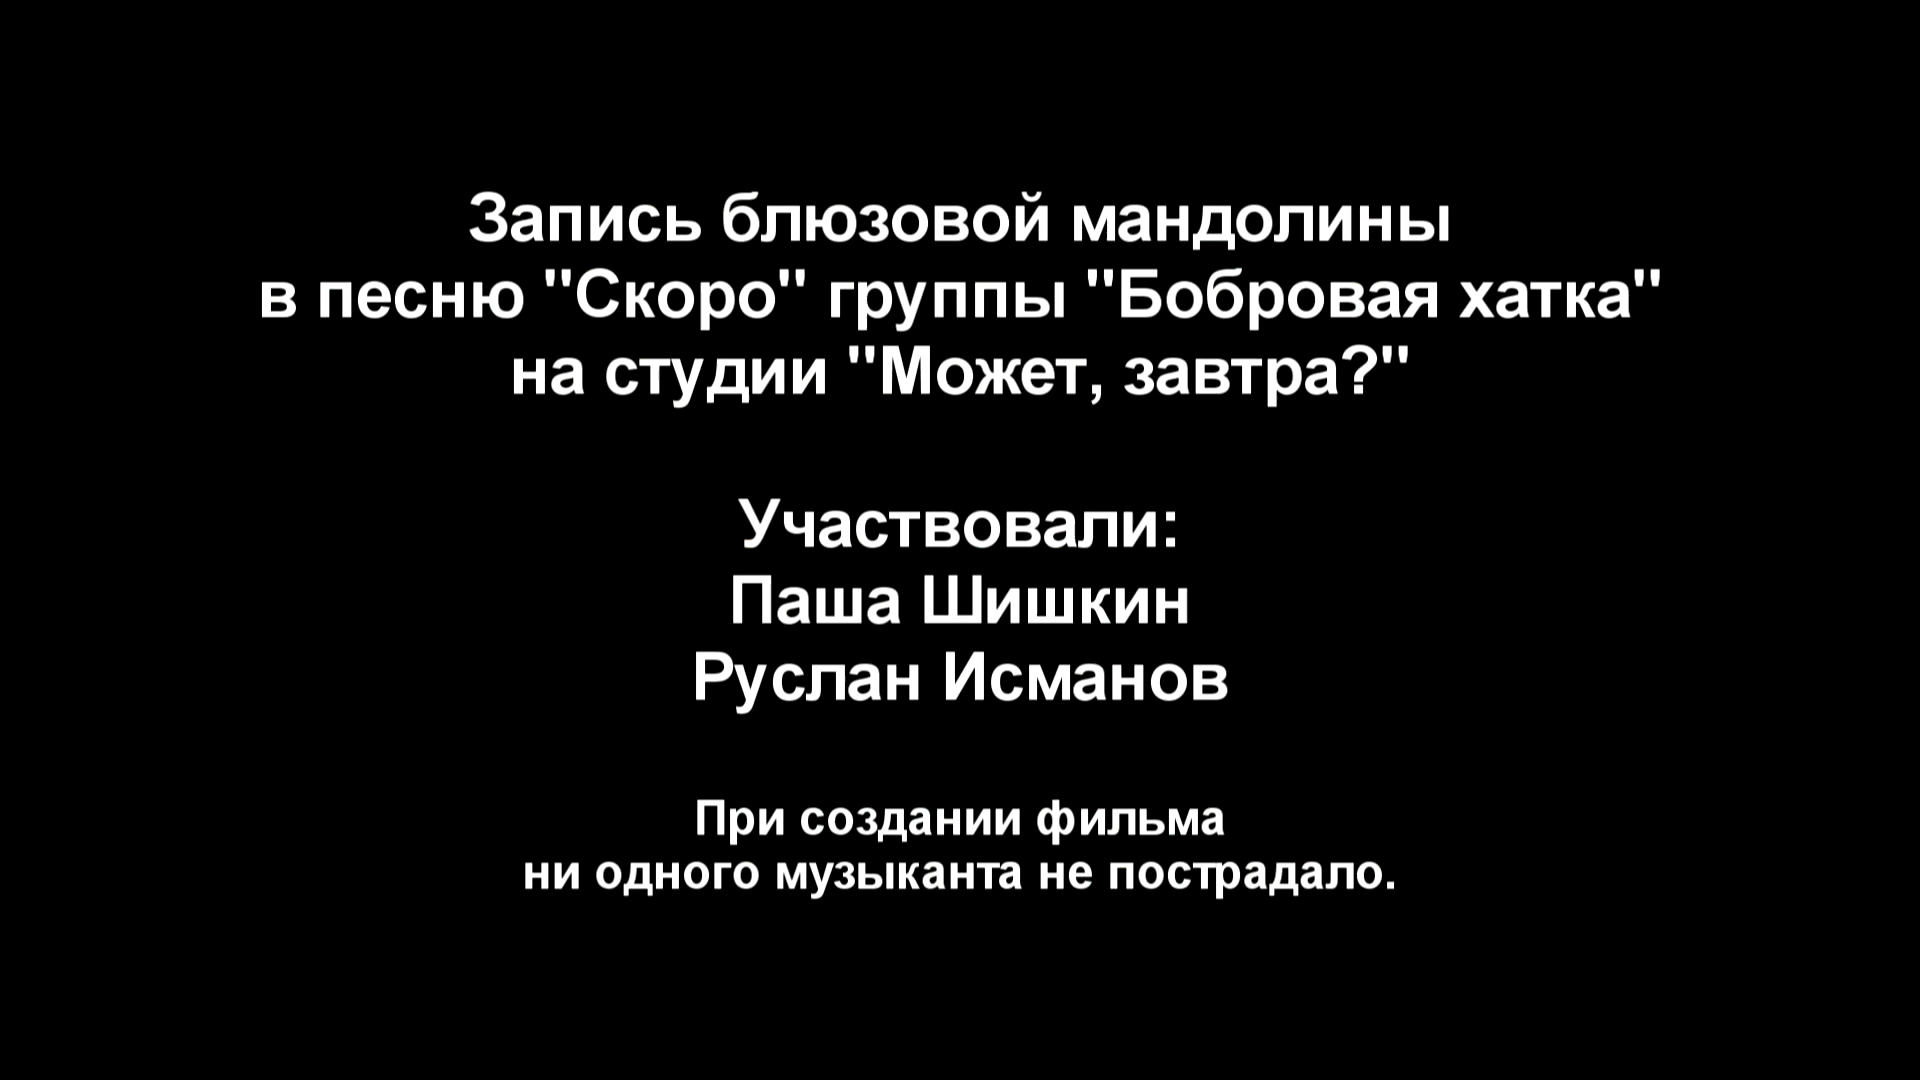 Запись блюзовой мандолины
в песню "Скоро" группы "Бобровая хатка"
на студии "Может, завтра?"
Участвовали:
Паша Шишкин
Руслан Исманов
При создании фильма
ни одного музыканта не пострадало.